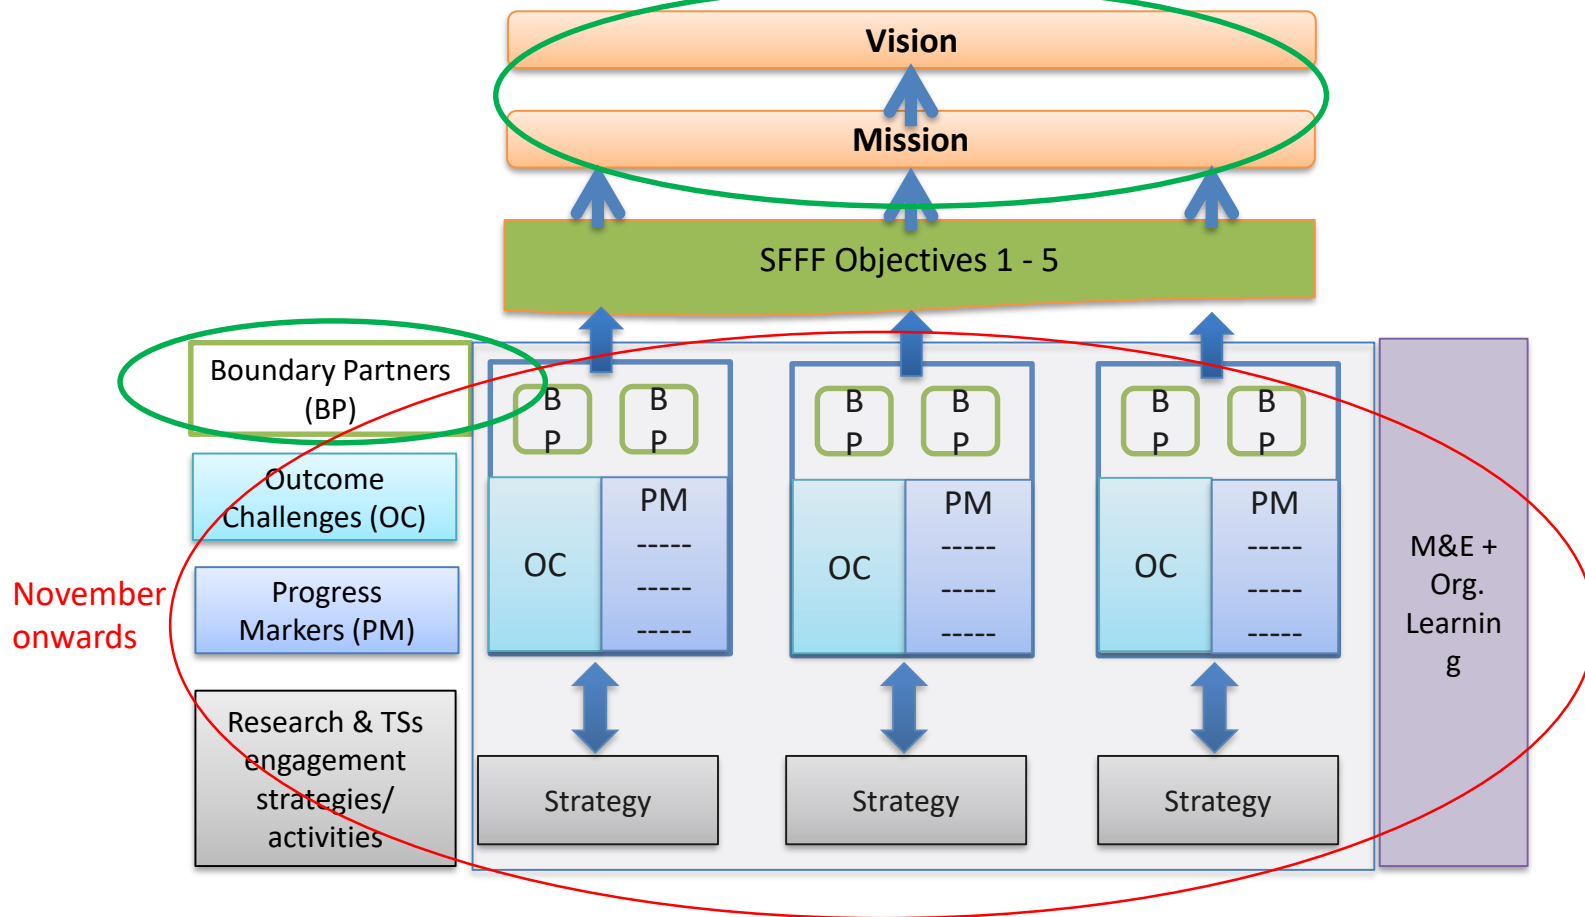 Vision
Mission
SFFF Objectives 1 - 5
Boundary Partners
(BP)
Outcome
Challenges (OC)
Progress
Markers (PM)
November
onwards
Research & TSs
engagement
strategies/
activities
B
P
B
P
OC
PM
-----
-----
-----
Strategy
B
P
B
P
OC
PM
-----
-----
-----
Strategy
B
P
B
P
OC
PM
-----
-----
-----
Strategy
M&E +
Org.
Learnin
g